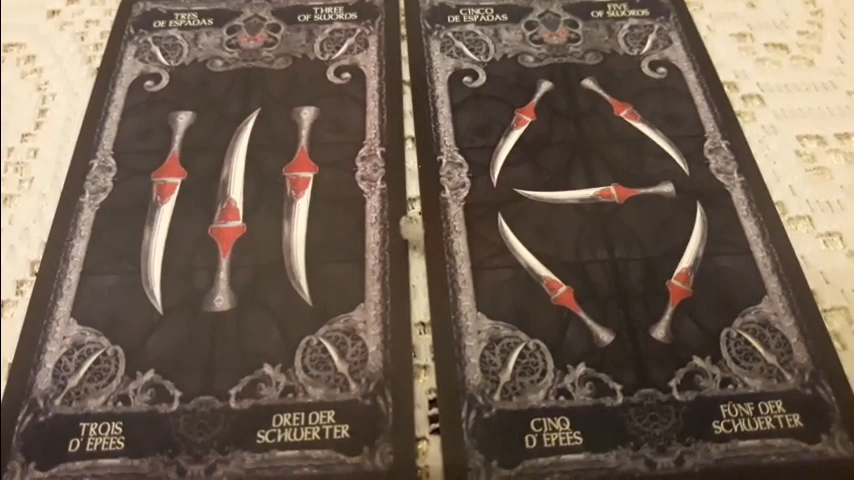 TRES
DE ESPADAS
THREE
OF SWORDS
TROIS
D' ÉPÉES
DREI DER
SCHWERTER
CINCO
DE ESPADAS
FIVE
OF SWORDS
CINQ
D' ÉPÉES
FÜNF DER
SCHWERTER